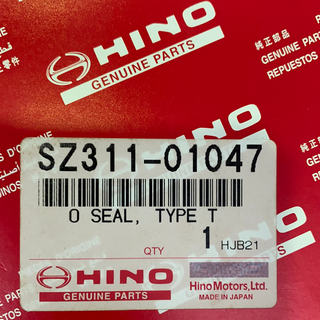 HINO
GENUINE PARTS
純正部品
GENUINE PARTS
SZ311-01047
O SEAL, TYPE T
QTY 1 HJB21
HINO
GENUINE PARTS
Hino Motors, Ltd.
MADE IN JAPAN
HINO